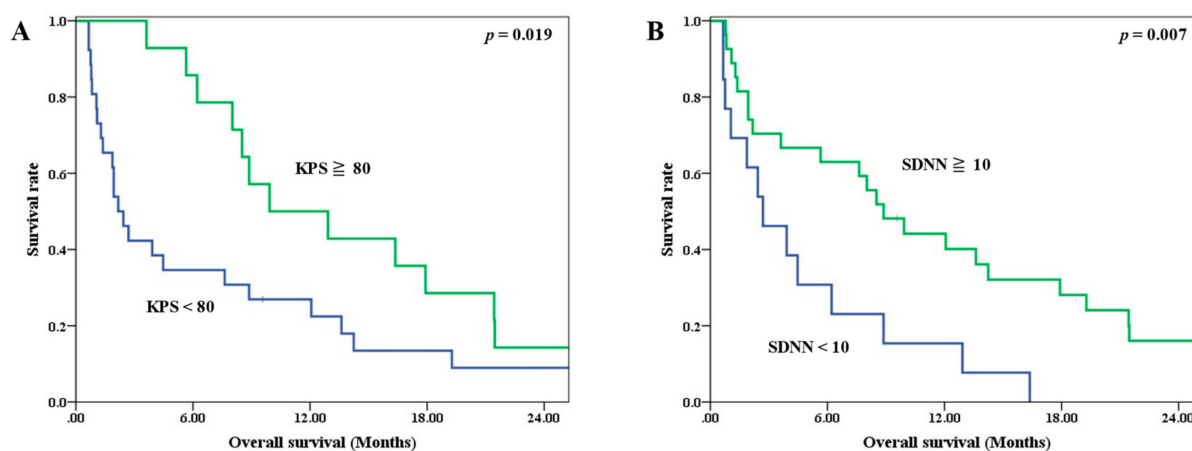 A
p = 0.019
1.0
0.8
0.6
0.4
0.2
0.0
Survival rate
KPS ≧ 80
KPS < 80
.00
6.00
12.00
18.00
24.00
Overall survival (Months)
B
p = 0.007
1.0
0.8
0.6
0.4
0.2
0.0
Survival rate
SDNN ≧ 10
SDNN < 10
.00
6.00
12.00
18.00
24.00
Overall survival (Months)